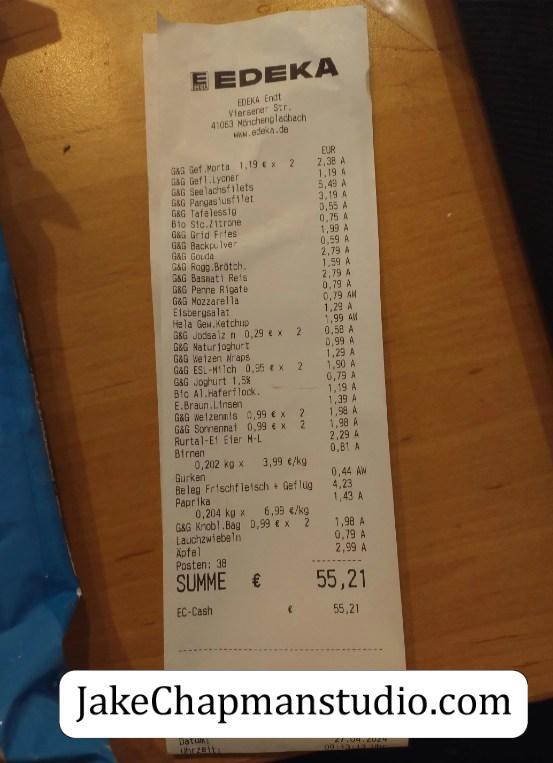 EDEKA
EDEKA Endt
Viersener Str.
41063 Mönchengladbach
www.edeka.de
EUR
G&G Gef.Morta 1,19 € x 2 2,38 A
G&G Gefl.Lyoner 1,19 A
G&G Seelachsfilets 5,49 A
G&G Pangasiusfilet 3,19 A
G&G Tafelessig 0,55 A
Bio Sic.Zitrone 0,75 A
G&G Grid Fries 1,99 A
G&G Backpulver 0,59 A
G&G Gouda 2,79 A
G&G Rogg.Brötch. 1,59 A
G&G Basmati Reis 2,79 A
G&G Penne Rigate 0,79 A
G&G Mozzarella 0,79 AW
Eisbergsalat 1,29 A
Hela Gew.Ketchup 1,99 AW
G&G Jodsalz m 0,29 € x 2 0,58 A
G&G Naturjoghurt 0,99 A
G&G Weizen Wraps 1,29 A
G&G ESL-Milch 0,95 € x 2 1,90 A
G&G Joghurt 1,5% 0,79 A
Bio Al.Haferflock. 1,19 A
E.Braun.Linsen 1,39 A
G&G Weizenmis 0,99 € x 2 1,98 A
G&G Sonnenmai 0,99 € x 2 1,98 A
Rurtal-Ei Eier M-L 2,29 A
Birnen 0,81 A
0,202 kg x 3,99 €/kg
Gurken 0,44 AW
Beleg Frischfleisch + Geflüg 4,23
Paprika 1,43 A
0,204 kg x 6,99 €/kg
G&G Knobl.Bag 0,99 € x 2 1,98 A
Lauchzwiebeln 0,79 A
Äpfel 2,99 A
Posten: 38
SUMME € 55,21
EC-Cash € 55,21
JakeChapmanstudio.com
Datum: 27.04.2024
Uhrzeit: